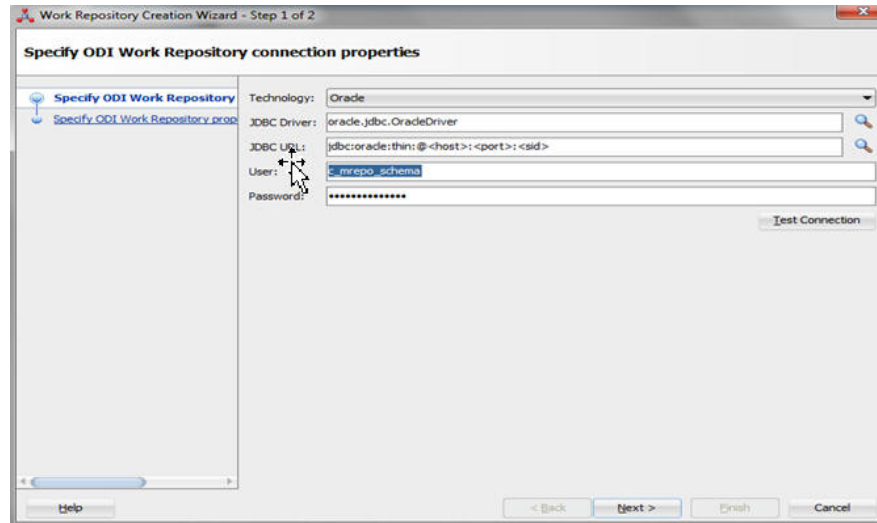 Work Repository Creation Wizard - Step 1 of 2
Specify ODI Work Repository connection properties
Specify ODI Work Repository
Specify ODI Work Repository prop
Technology: Oracle
JDBC Driver: oracle.jdbc.OracleDriver
JDBC URL: jdbc:oracle:thin:@<host>:<port>:<sid>
User: c_mrepo_schema
Password: ••••••••••••••
Test Connection
Help < Back Next > Finish Cancel